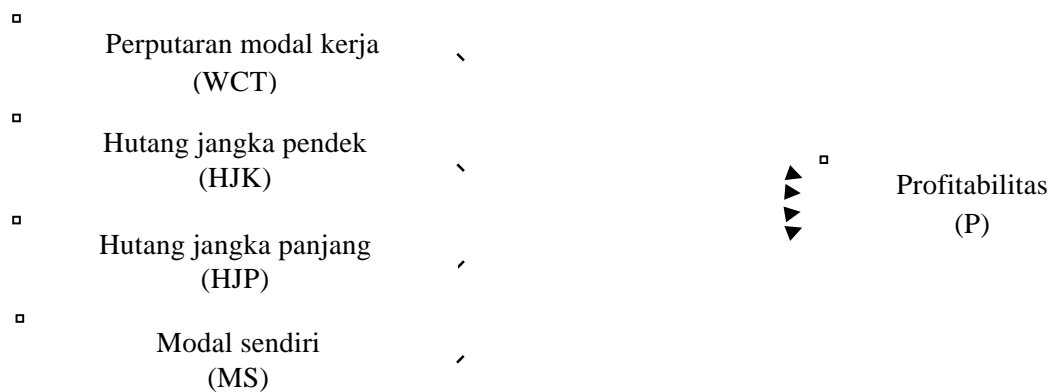 Perputaran modal kerja
(WCT)
Hutang jangka pendek
(HJK)
Hutang jangka panjang
(HJP)
Modal sendiri
(MS)
Profitabilitas
(P)